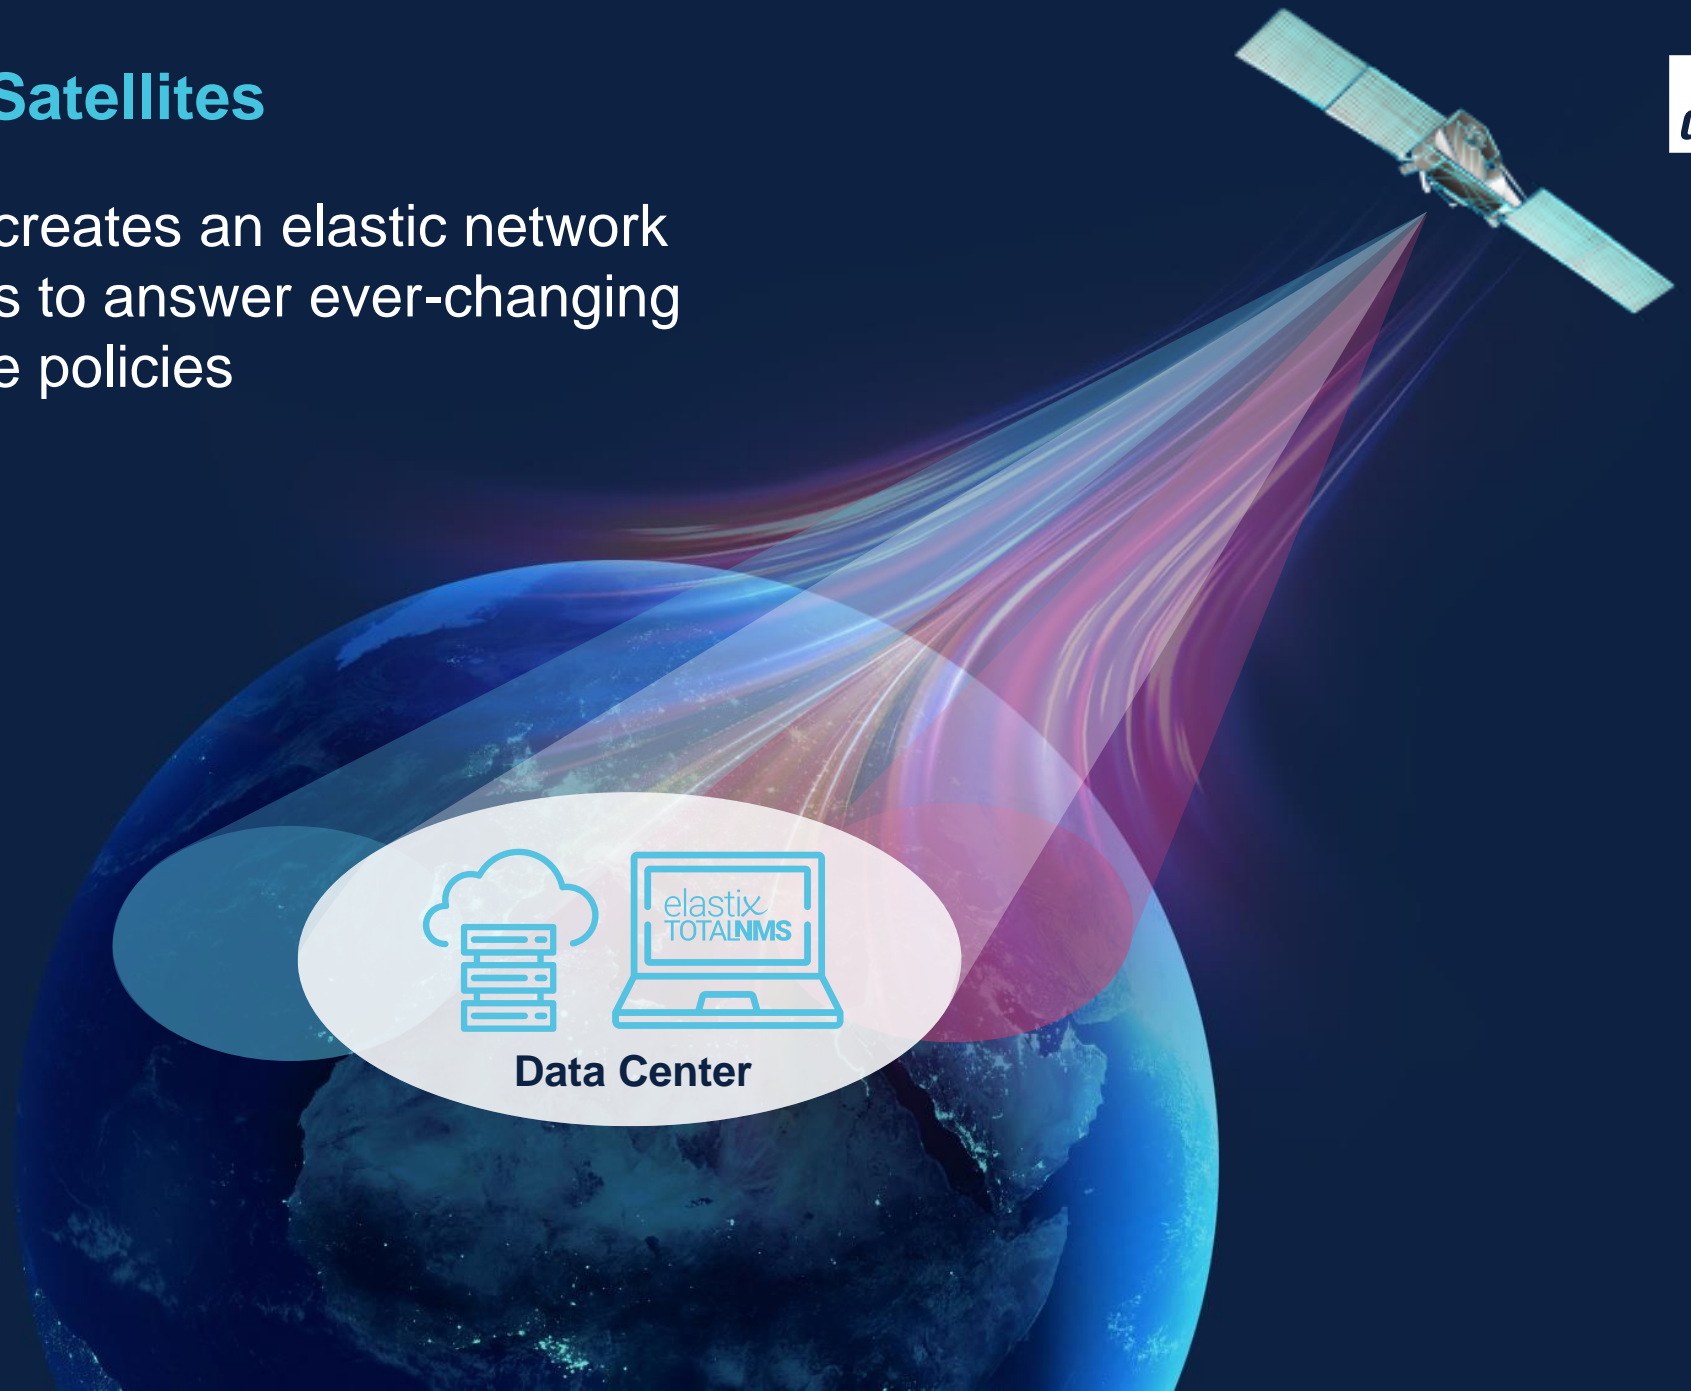 Satellites
creates an elastic network
s to answer ever-changing
e policies
elastix
TOTALNMS
Data Center